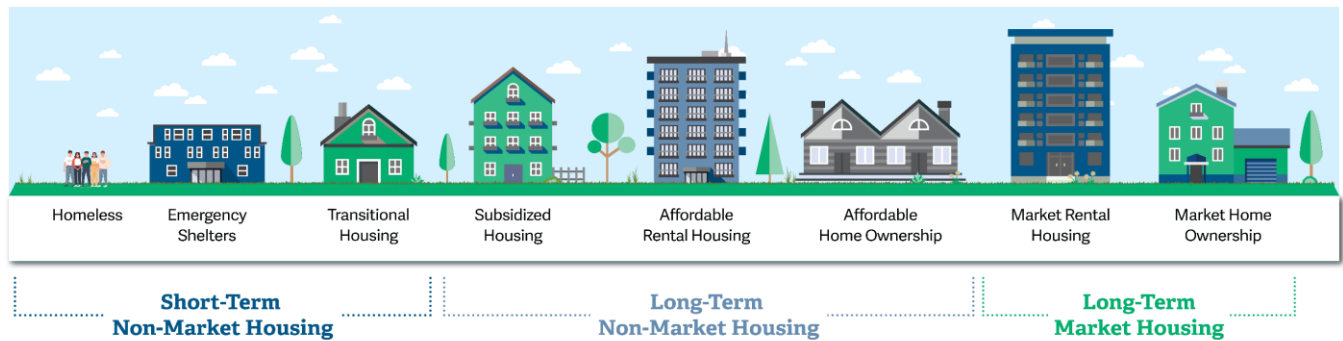 Homeless
Emergency
Shelters
Transitional
Housing
Subsidized
Housing
Affordable
Rental Housing
Affordable
Home Ownership
Market Rental
Housing
Market Home
Ownership
Short-Term
Non-Market Housing
Long-Term
Non-Market Housing
Long-Term
Market Housing